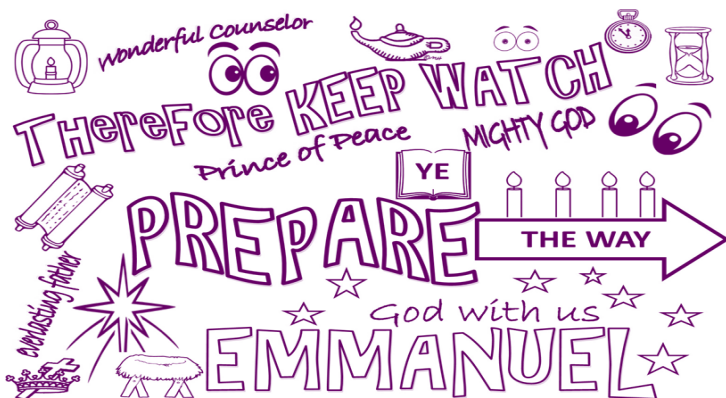 Wonderful Counselor
THereFore KEEP WATCH
Prince of Peace
MIGHTY GOD
YE
PREPARE
THE WAY
everlasting father
God with us
EMMANUEL